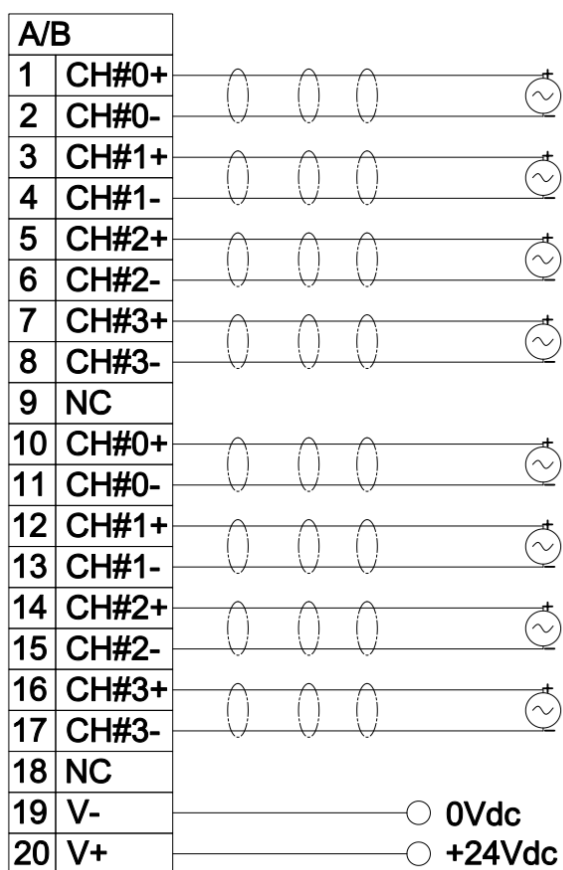 A/B
1 CH#0+ +
2 CH#0- -
3 CH#1+ +
4 CH#1- -
5 CH#2+ +
6 CH#2- -
7 CH#3+ +
8 CH#3- -
9 NC
10 CH#0+ +
11 CH#0- -
12 CH#1+ +
13 CH#1- -
14 CH#2+ +
15 CH#2- -
16 CH#3+ +
17 CH#3- -
18 NC
19 V- 0Vdc
20 V+ +24Vdc